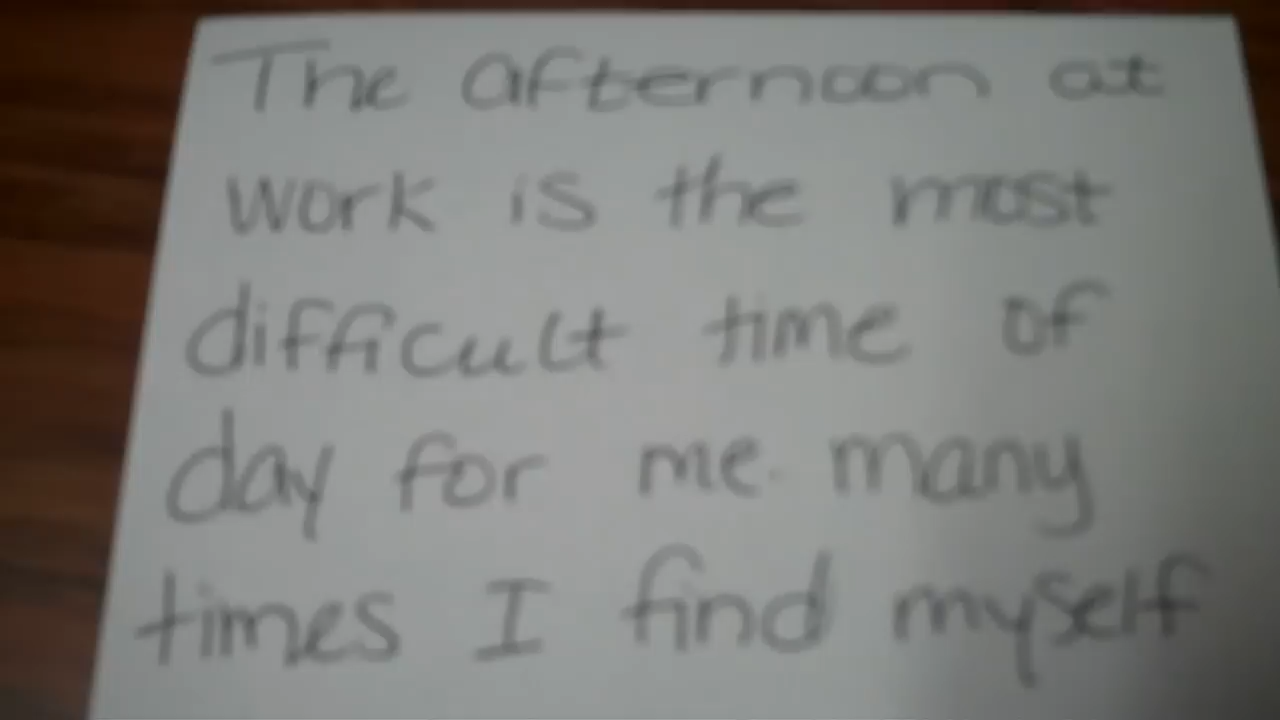 The afternoon at
work is the most
difficult time of
day for me. many
times I find myself